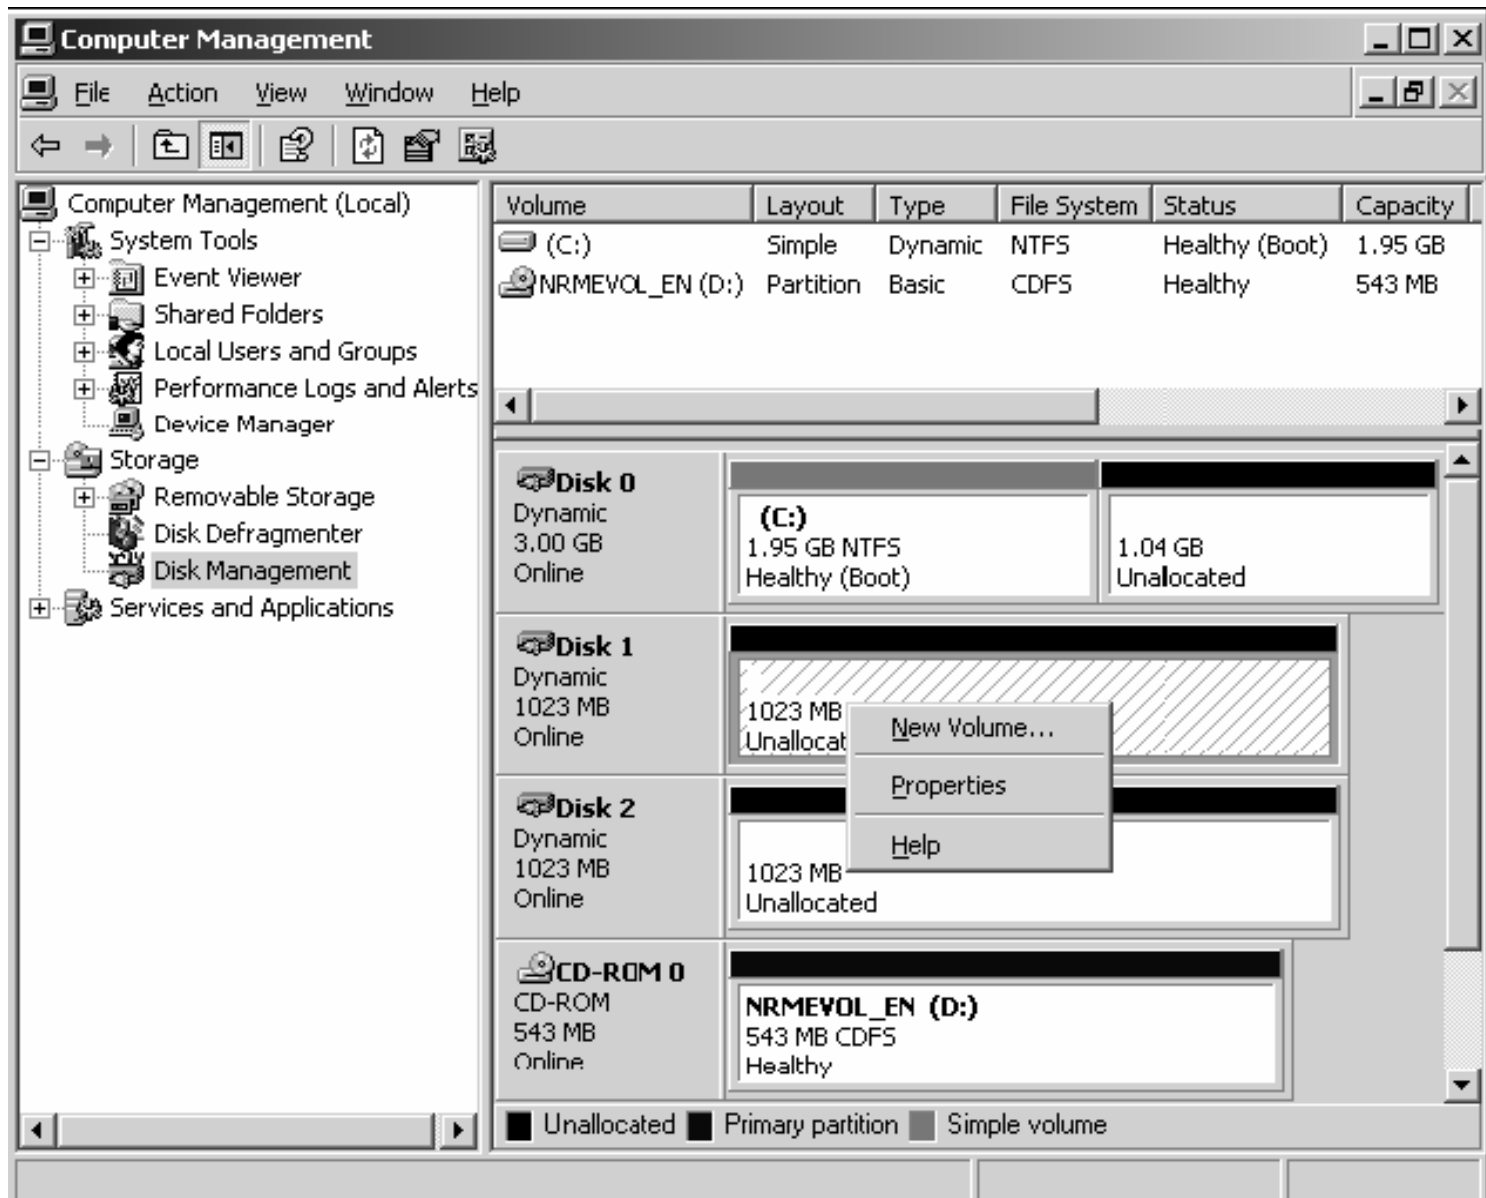 Computer Management
File Action View Window Help
Computer Management (Local)
System Tools
Event Viewer
Shared Folders
Local Users and Groups
Performance Logs and Alerts
Device Manager
Storage
Removable Storage
Disk Defragmenter
Disk Management
Services and Applications
Volume Layout Type File System Status Capacity
(C:) Simple Dynamic NTFS Healthy (Boot) 1.95 GB
NRMEVOL_EN (D:) Partition Basic CDFS Healthy 543 MB
Disk 0
Dynamic
3.00 GB
Online
(C:)
1.95 GB NTFS
Healthy (Boot)
1.04 GB
Unalocated
Disk 1
Dynamic
1023 MB
Online
1023 MB
Unallocat
New Volume...
Properties
Help
Disk 2
Dynamic
1023 MB
Online
1023 MB
Unallocated
CD-ROM 0
CD-ROM
543 MB
Online
NRMEVOL_EN (D:)
543 MB CDFS
Healthy
Unallocated Primary partition Simple volume